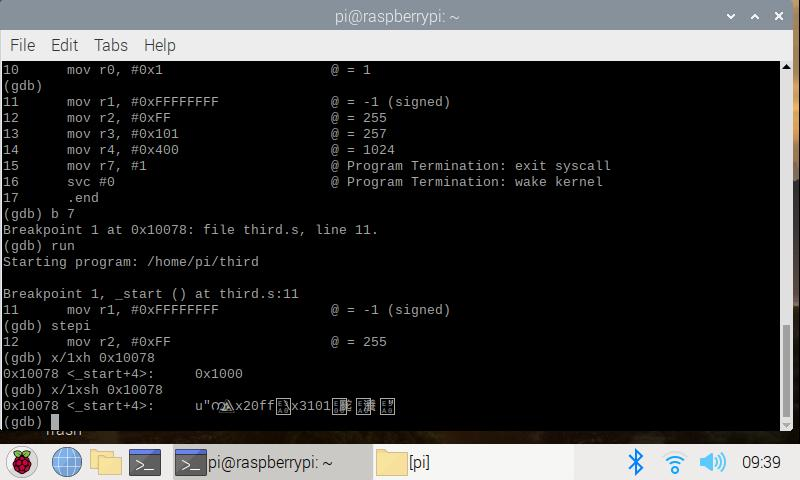 pi@raspberrypi: ~
File Edit Tabs Help
10 mov r0, #0x1 @ = 1
(gdb)
11 mov r1, #0xFFFFFFFF @ = -1 (signed)
12 mov r2, #0xFF @ = 255
13 mov r3, #0x101 @ = 257
14 mov r4, #0x400 @ = 1024
15 mov r7, #1 @ Program Termination: exit syscall
16 svc #0 @ Program Termination: wake kernel
17 .end
(gdb) b 7
Breakpoint 1 at 0x10078: file third.s, line 11.
(gdb) run
Starting program: /home/pi/third
Breakpoint 1, _start () at third.s:11
11 mov r1, #0xFFFFFFFF @ = -1 (signed)
(gdb) stepi
12 mov r2, #0xFF @ = 255
(gdb) x/1xh 0x10078
0x10078 <_start+4>: 0x1000
(gdb) x/1xsh 0x10078
0x10078 <_start+4>: u"
(gdb)
pi@raspberrypi: ~
[pi]
09:39